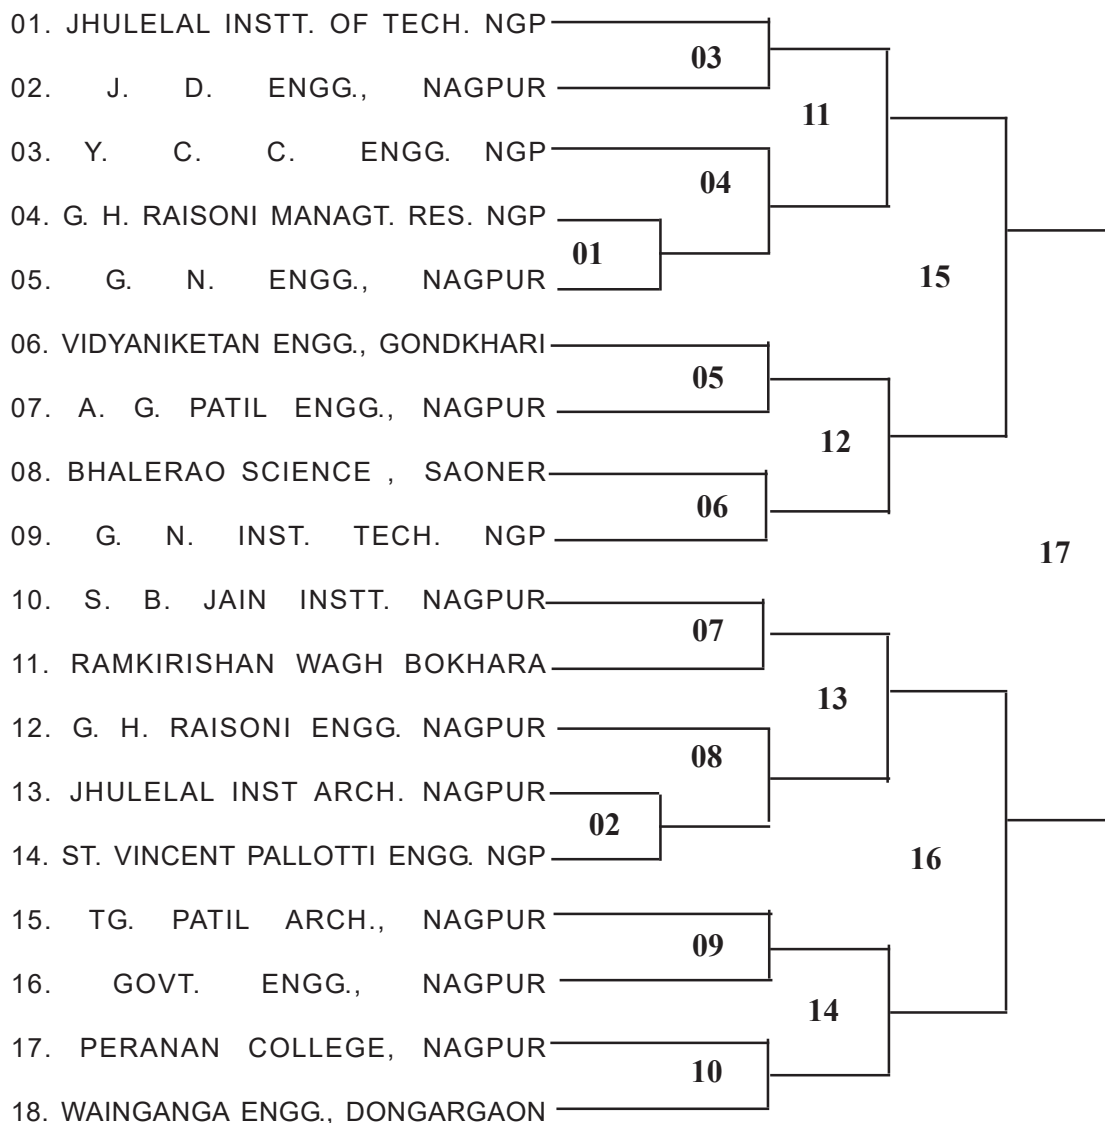 01. JHULELAL INSTT. OF TECH. NGP
03
02. J. D. ENGG., NAGPUR
11
03. Y. C. C. ENGG. NGP
04
04. G. H. RAISONI MANAGT. RES. NGP
01
15
05. G. N. ENGG., NAGPUR
06. VIDYANIKETAN ENGG., GONDKHARI
05
07. A. G. PATIL ENGG., NAGPUR
12
08. BHALERAO SCIENCE , SAONER
06
09. G. N. INST. TECH. NGP
17
10. S. B. JAIN INSTT. NAGPUR
07
11. RAMKIRISHAN WAGH BOKHARA
13
12. G. H. RAISONI ENGG. NAGPUR
08
13. JHULELAL INST ARCH. NAGPUR
02
14. ST. VINCENT PALLOTTI ENGG. NGP
16
15. TG. PATIL ARCH., NAGPUR
09
16. GOVT. ENGG., NAGPUR
14
17. PERANAN COLLEGE, NAGPUR
10
18. WAINGANGA ENGG., DONGARGAON